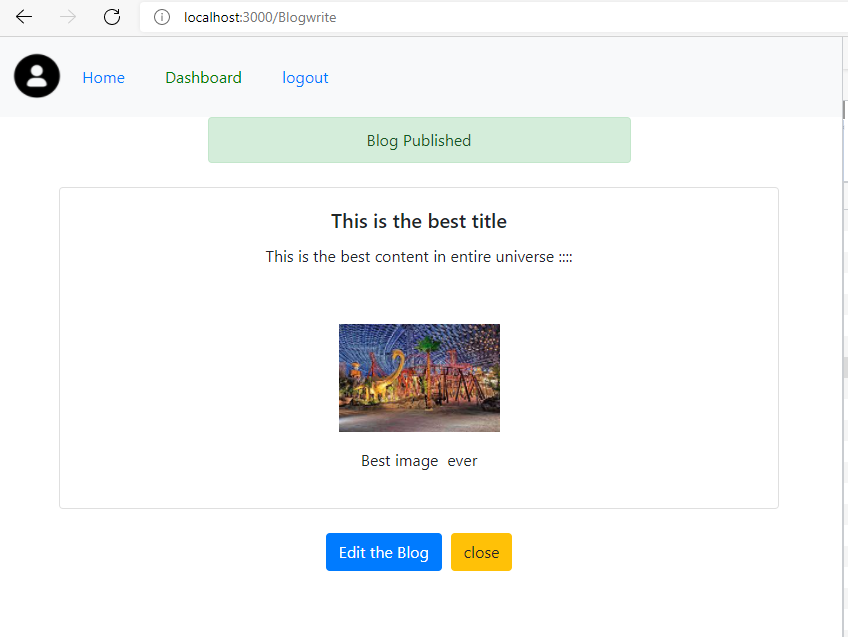 localhost:3000/Blogwrite
Home Dashboard logout
Blog Published
This is the best title
This is the best content in entire universe ::::
Best image  ever
Edit the Blog close